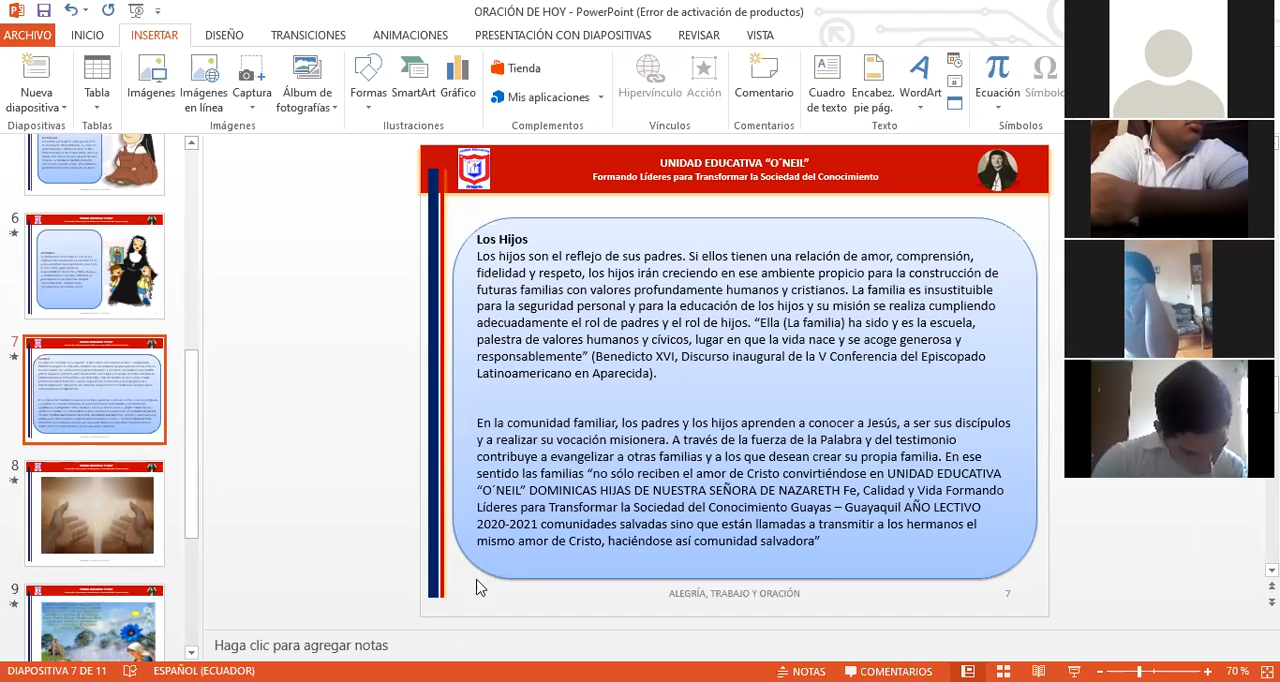 ORACIÓN DE HOY - PowerPoint (Error de activación de productos)
ARCHIVO INICIO INSERTAR DISEÑO TRANSICIONES ANIMACIONES PRESENTACIÓN CON DIAPOSITIVAS REVISAR VISTA
Nueva diapositiva
Tabla
Imágenes
Imágenes en línea
Captura
Álbum de fotografías
Formas
SmartArt
Gráfico
Tienda
Mis aplicaciones
Hipervínculo
Acción
Comentario
Cuadro de texto
Encabez. pie pág.
WordArt
Ecuación
Símbolo
Diapositivas Tablas Imágenes Ilustraciones Complementos Vínculos Comentarios Texto Símbolos
6
7
8
9
UNIDAD EDUCATIVA “O´NEIL”
Formando Líderes para Transformar la Sociedad del Conocimiento
Los Hijos
Los hijos son el reflejo de sus padres. Si ellos tienen una relación de amor, comprensión,
fidelidad y respeto, los hijos irán creciendo en un ambiente propicio para la construcción de
futuras familias con valores profundamente humanos y cristianos. La familia es insustituible
para la seguridad personal y para la educación de los hijos y su misión se realiza cumpliendo
adecuadamente el rol de padres y el rol de hijos. “Ella (La familia) ha sido y es la escuela,
palestra de valores humanos y cívicos, lugar en que la vida nace y se acoge generosa y
responsablemente” (Benedicto XVI, Discurso Inaugural de la V Conferencia del Episcopado
Latinoamericano en Aparecida).
En la comunidad familiar, los padres y los hijos aprenden a amar a Jesús, a ser sus discípulos
y a realizar su vocación misionera. A través de la fuerza de la Palabra y del testimonio
contribuye a evangelizar a otras familias y a los que desean crear su propia familia. En ese
sentido las familias “no sólo reciben el amor de Cristo convirtiéndose en UNIDAD EDUCATIVA
“O´NEIL” DOMINICAS HIJAS DE NUESTRA SEÑORA DE NAZARETH Fe, Calidad y Vida Formando
Líderes para Transformar la Sociedad del Conocimiento Guayas – Guayaquil AÑO LECTIVO
2020-2021 comunidades salvadas sino que están llamadas a transmitir a los hermanos el
mismo amor de Cristo, haciéndose así comunidad salvadora”
ALEGRÍA, TRABAJO Y ORACIÓN 7
Haga clic para agregar notas
DIAPOSITIVA 7 DE 11 ESPAÑOL (ECUADOR) NOTAS COMENTARIOS 70 %